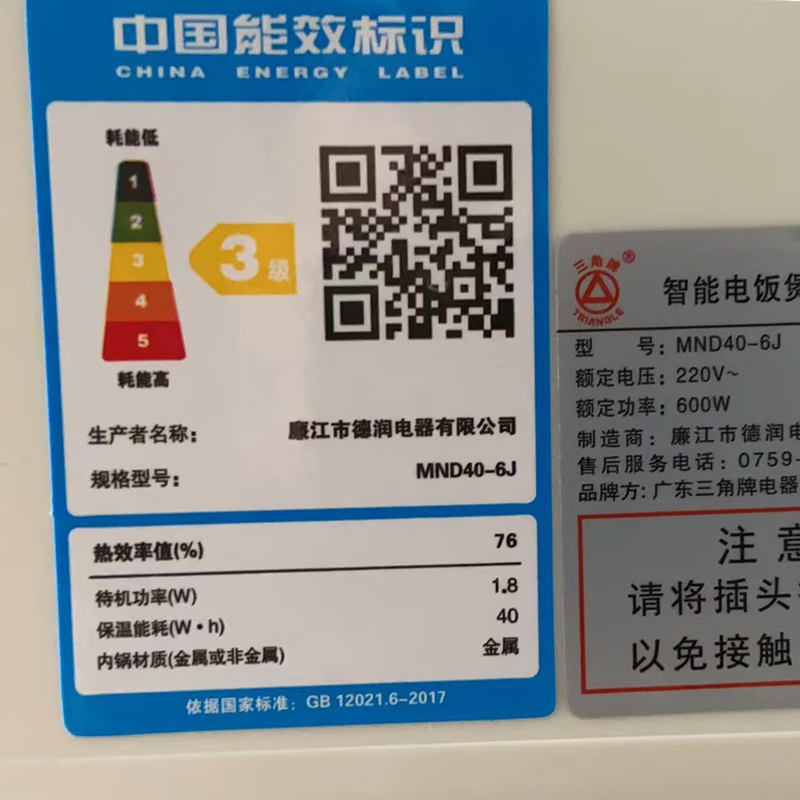 中国能效标识
CHINA ENERGY LABEL
耗能低
1
2
3
4
5
耗能高
3级
生产者名称: 廉江市德润电器有限公司
规格型号: MND40-6J
热效率值(%) 76
待机功率(W) 1.8
保温能耗(W·h) 40
内锅材质(金属或非金属) 金属
依据国家标准: GB 12021.6-2017
三角牌®
TRIANGLE
智能电饭煲
型 号: MND40-6J
额定电压: 220V~
额定功率: 600W
制造商: 廉江市德润电
售后服务电话: 0759-
品牌方: 广东三角牌电器
注意
请将插头
以免接触